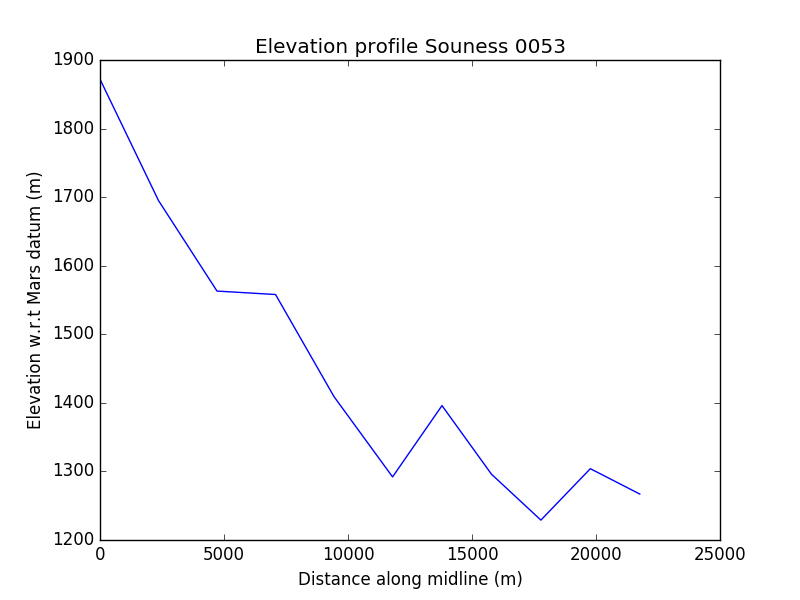 Elevation profile Souness 0053
1900
1800
1700
1600
1500
1400
1300
1200
Elevation w.r.t Mars datum (m)
0 5000 10000 15000 20000 25000
Distance along midline (m)